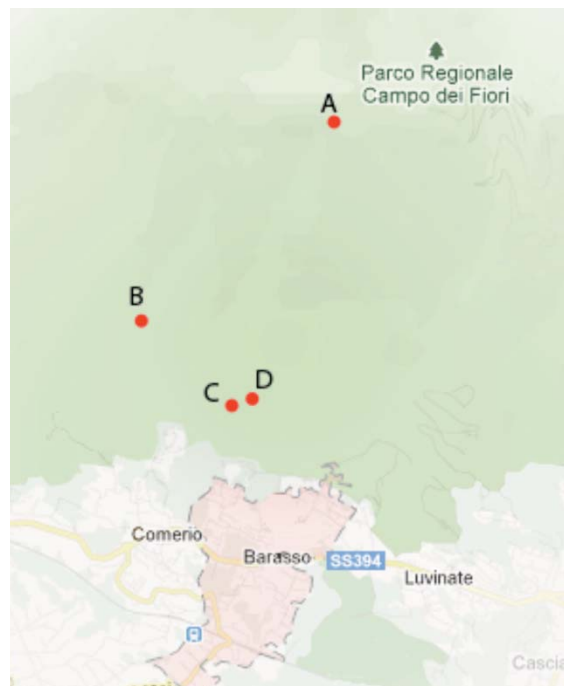 Parco Regionale
Campo dei Fiori
A
B
C
D
Comerio
Barasso
SS394
Luvinate